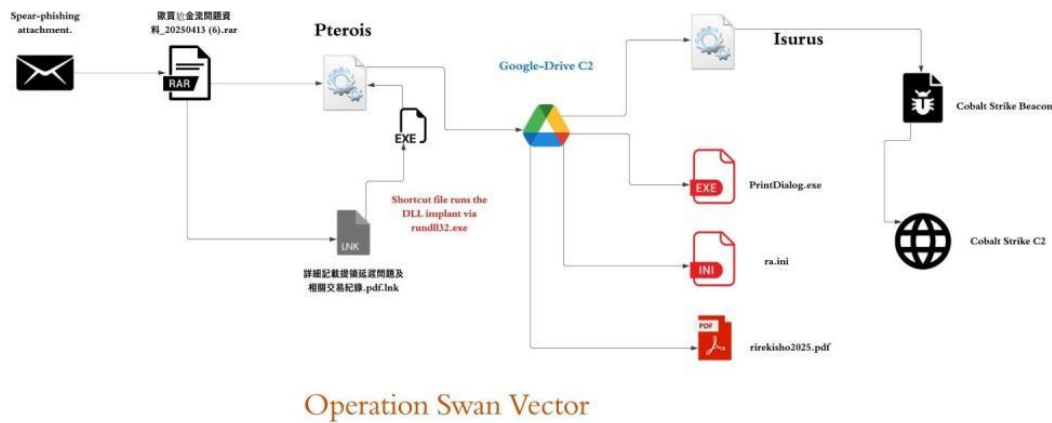 Spear-phishing
attachment.
歐買尬金流問題資
料_20250413 (6).rar
RAR
Pterois
EXE
Shortcut file runs the
DLL implant via
rundll32.exe
LNK
詳細記載提領延遲問題及
相關交易紀錄.pdf.lnk
Google-Drive C2
Isurus
Cobalt Strike Beacon
EXE
PrintDialog.exe
Cobalt Strike C2
INI
ra.ini
PDF
rirekisho2025.pdf
Operation Swan Vector